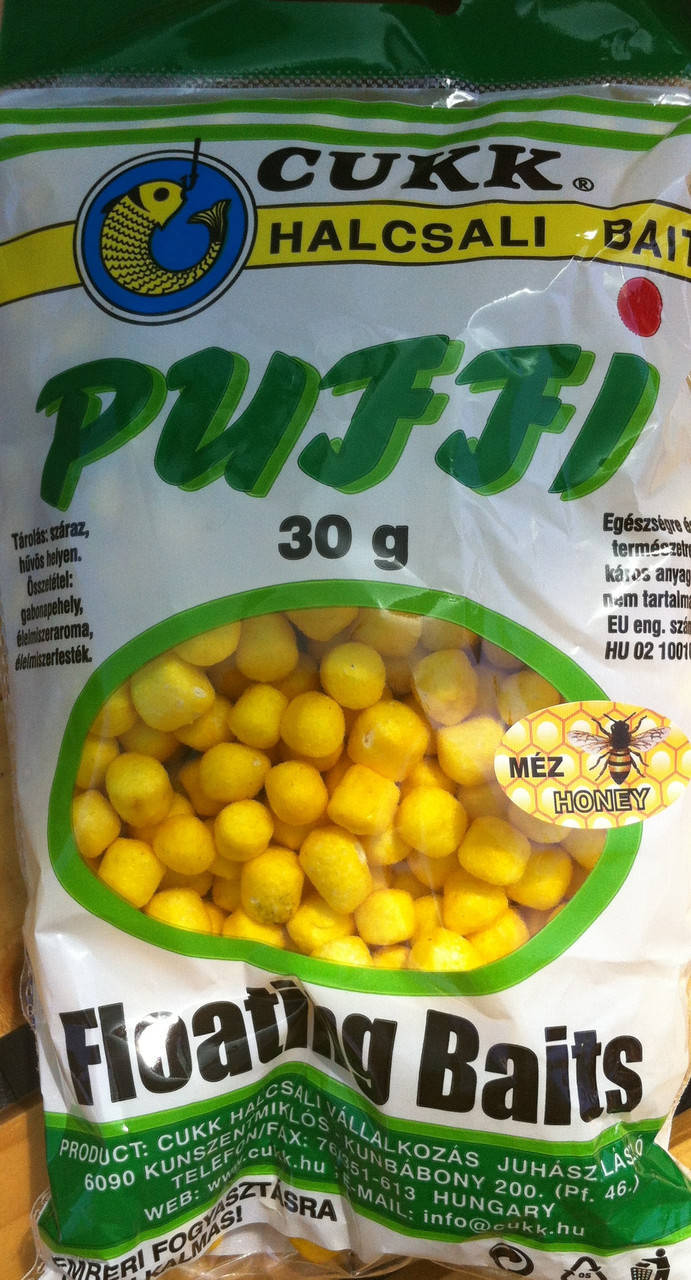 CUKK®
HALCSALI BAIT
PUFFI
30 g
Tárolás: száraz,
hűvös helyen.
Összetétel:
gabonapehely,
élelmiszeraroma,
élelmiszerfesték.
Egészségre é
természetre
káros anyag
nem tartalma
EU eng. szám
HU 02 1001
MÉZ
HONEY
Floating Baits
PRODUCT: CUKK HALCSALI VÁLLALKOZÁS JUHÁSZ LÁSZLÓ
6090 KUNSZENTMIKLÓS-KUNBÁBONY 200. (Pf. 46.)
TELEFON/FAX: 76/351-613 HUNGARY
WEB: www.cukk.hu E-MAIL: info@cukk.hu
EMBERI FOGYASZTÁSRA
ALKALMAS!